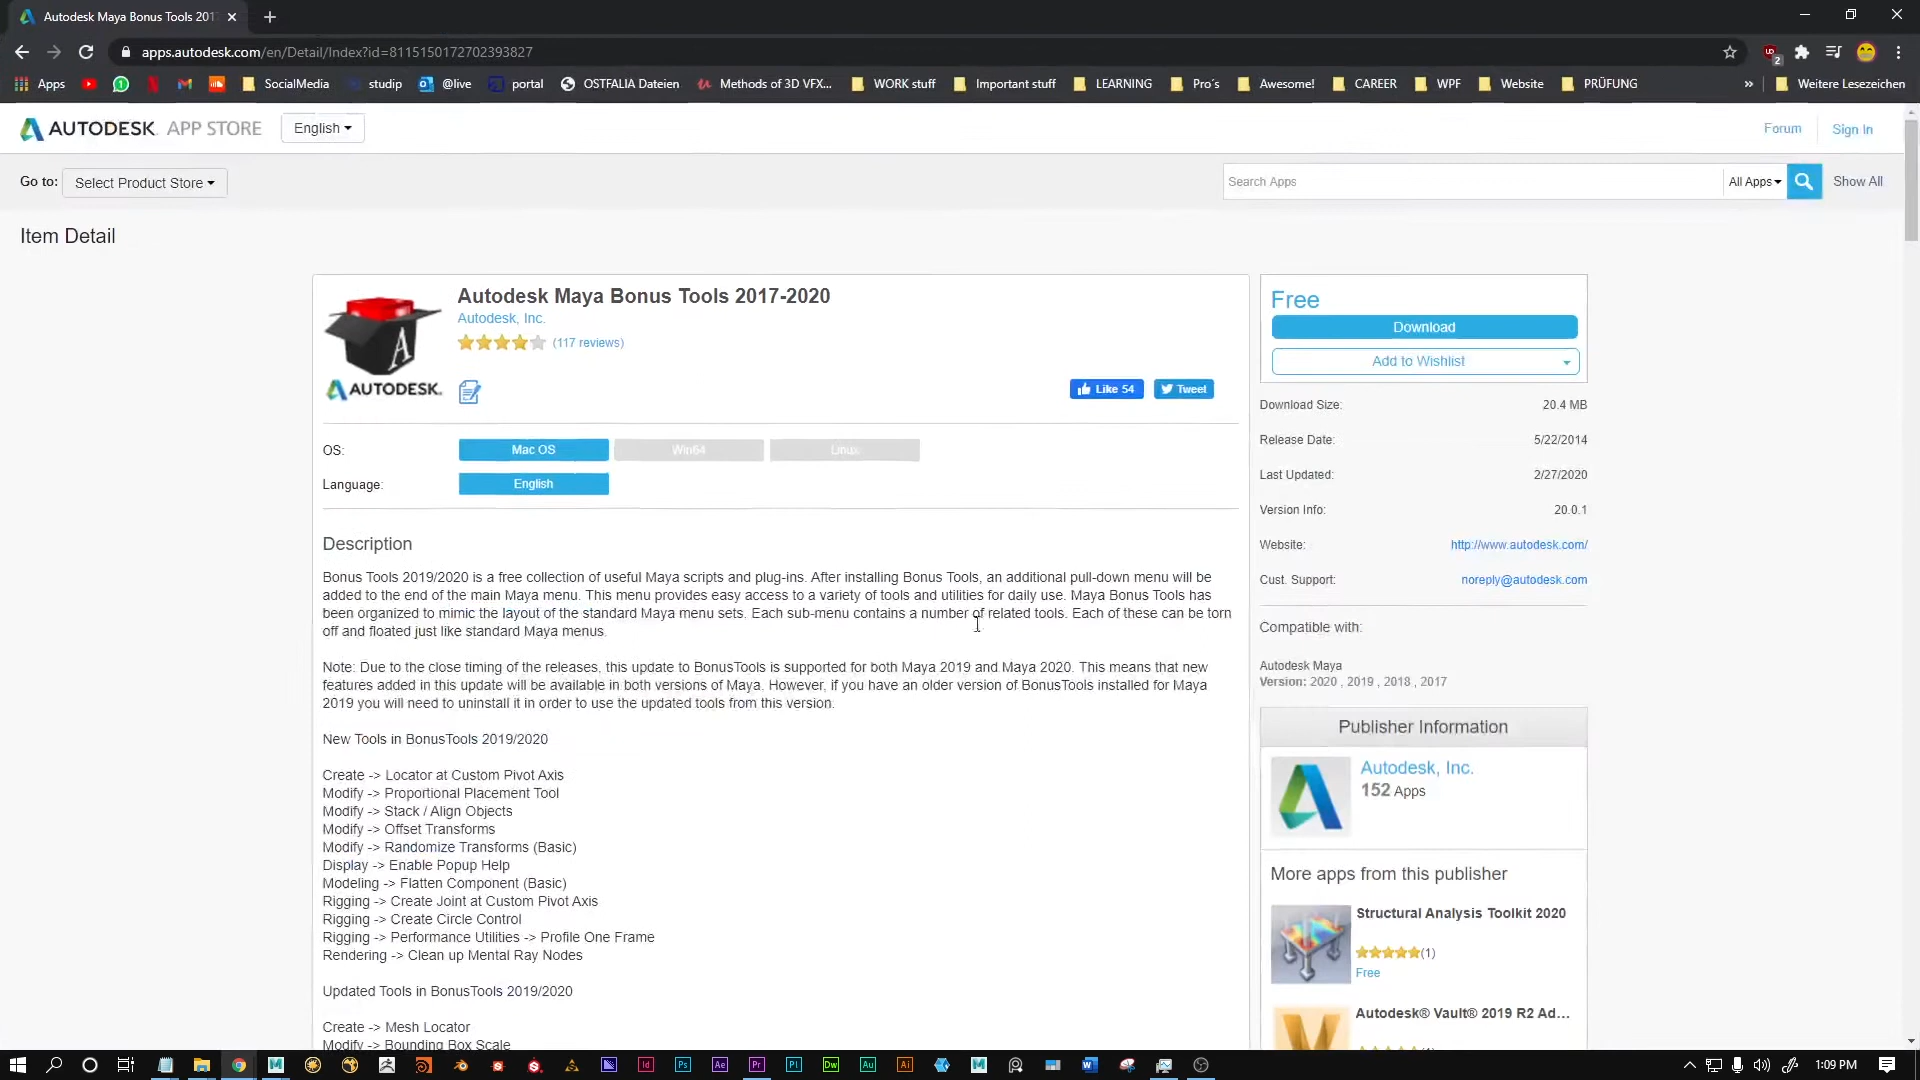 Autodesk Maya Bonus Tools 201
apps.autodesk.com/en/Detail/Index?id=8115150172702393827
Apps
SocialMedia
studip
@live
portal
OSTFALIA Dateien
Methods of 3D VFX...
WORK stuff
Important stuff
LEARNING
Pro´s
Awesome!
CAREER
WPF
Website
PRÜFUNG
»
Weitere Lesezeichen
AUTODESK. APP STORE
English
Forum
Sign In
Go to:
Select Product Store
Search Apps
All Apps
Show All
Item Detail
Autodesk Maya Bonus Tools 2017-2020
Autodesk, Inc.
(117 reviews)
AUTODESK.
Like 54
Tweet
OS:
Mac OS
Win64
Linux
Language:
English
Description
Bonus Tools 2019/2020 is a free collection of useful Maya scripts and plug-ins. After installing Bonus Tools, an additional pull-down menu will be
added to the end of the main Maya menu. This menu provides easy access to a variety of tools and utilities for daily use. Maya Bonus Tools has
been organized to mimic the layout of the standard Maya menu sets. Each sub-menu contains a number of related tools. Each of these can be torn
off and floated just like standard Maya menus.
Note: Due to the close timing of the releases, this update to BonusTools is supported for both Maya 2019 and Maya 2020. This means that new
features added in this update will be available in both versions of Maya. However, if you have an older version of BonusTools installed for Maya
2019 you will need to uninstall it in order to use the updated tools from this version.
New Tools in BonusTools 2019/2020
Create -> Locator at Custom Pivot Axis
Modify -> Proportional Placement Tool
Modify -> Stack / Align Objects
Modify -> Offset Transforms
Modify -> Randomize Transforms (Basic)
Display -> Enable Popup Help
Modeling -> Flatten Component (Basic)
Rigging -> Create Joint at Custom Pivot Axis
Rigging -> Create Circle Control
Rigging -> Performance Utilities -> Profile One Frame
Rendering -> Clean up Mental Ray Nodes
Updated Tools in BonusTools 2019/2020
Create -> Mesh Locator
Modify -> Bounding Box Scale
Free
Download
Add to Wishlist
Download Size:
20.4 MB
Release Date:
5/22/2014
Last Updated:
2/27/2020
Version Info:
20.0.1
Website:
http://www.autodesk.com/
Cust. Support:
noreply@autodesk.com
Compatible with:
Autodesk Maya
Version: 2020 , 2019 , 2018 , 2017
Publisher Information
Autodesk, Inc.
152 Apps
More apps from this publisher
Structural Analysis Toolkit 2020
(1)
Free
Autodesk® Vault® 2019 R2 Ad...
Id
Ps
Ae
Pr
Pl
Dw
Au
Ai
1:09 PM